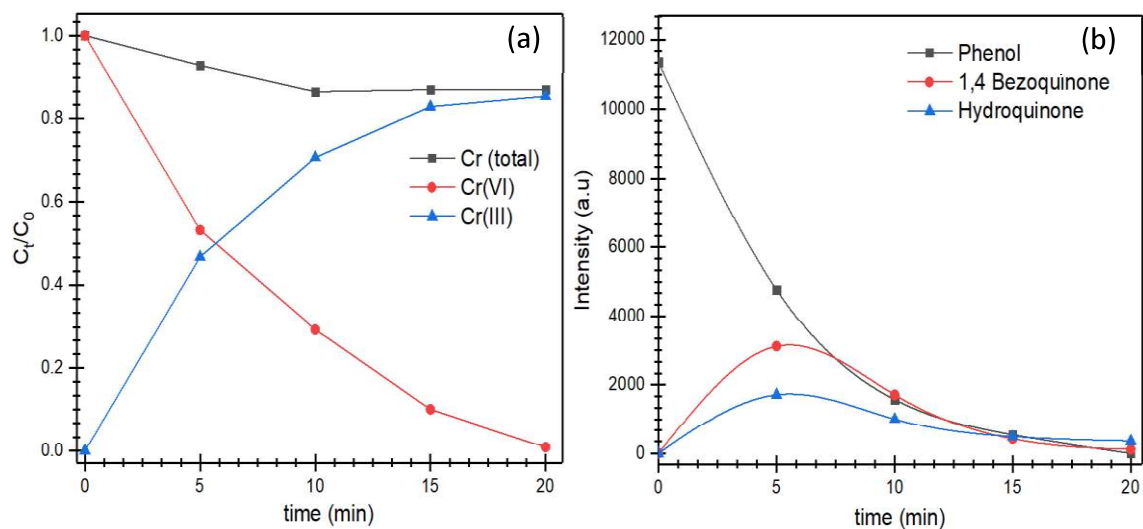 (a)
1.0
0.8
0.6
0.4
0.2
0.0
C_t/C_0
Cr (total)
Cr(VI)
Cr(III)
0 5 10 15 20
time (min)
(b)
12000
10000
8000
6000
4000
2000
0
Intensity (a.u)
Phenol
1,4 Bezoquinone
Hydroquinone
0 5 10 15 20
time (min)